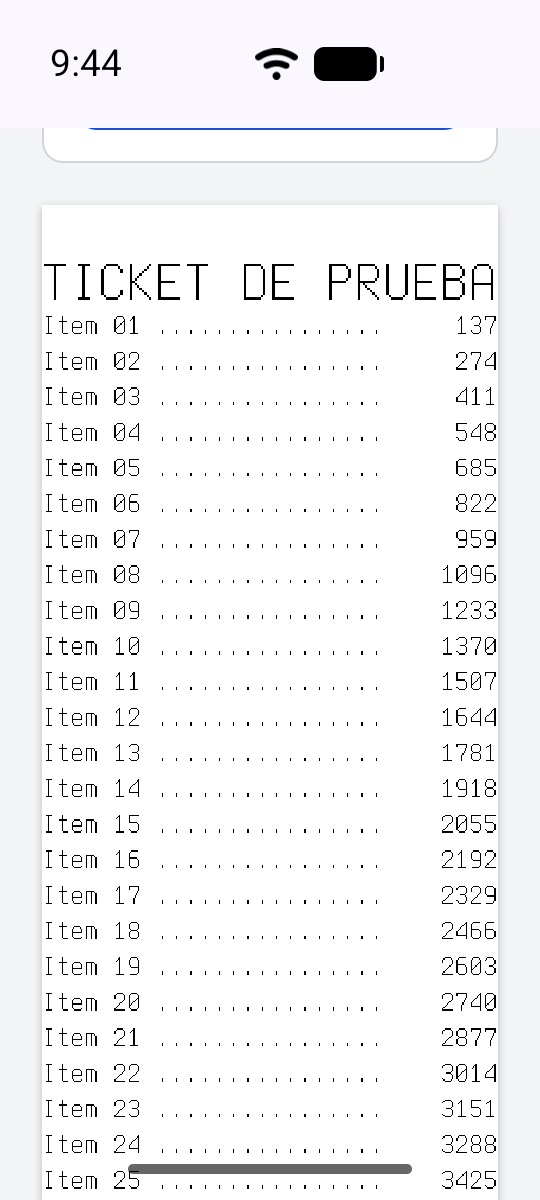 9:44
TICKET DE PRUEBA
Item 01 ................ 137
Item 02 ................ 274
Item 03 ................ 411
Item 04 ................ 548
Item 05 ................ 685
Item 06 ................ 822
Item 07 ................ 959
Item 08 ................ 1096
Item 09 ................ 1233
Item 10 ................ 1370
Item 11 ................ 1507
Item 12 ................ 1644
Item 13 ................ 1781
Item 14 ................ 1918
Item 15 ................ 2055
Item 16 ................ 2192
Item 17 ................ 2329
Item 18 ................ 2466
Item 19 ................ 2603
Item 20 ................ 2740
Item 21 ................ 2877
Item 22 ................ 3014
Item 23 ................ 3151
Item 24 ................ 3288
Item 25 ................ 3425